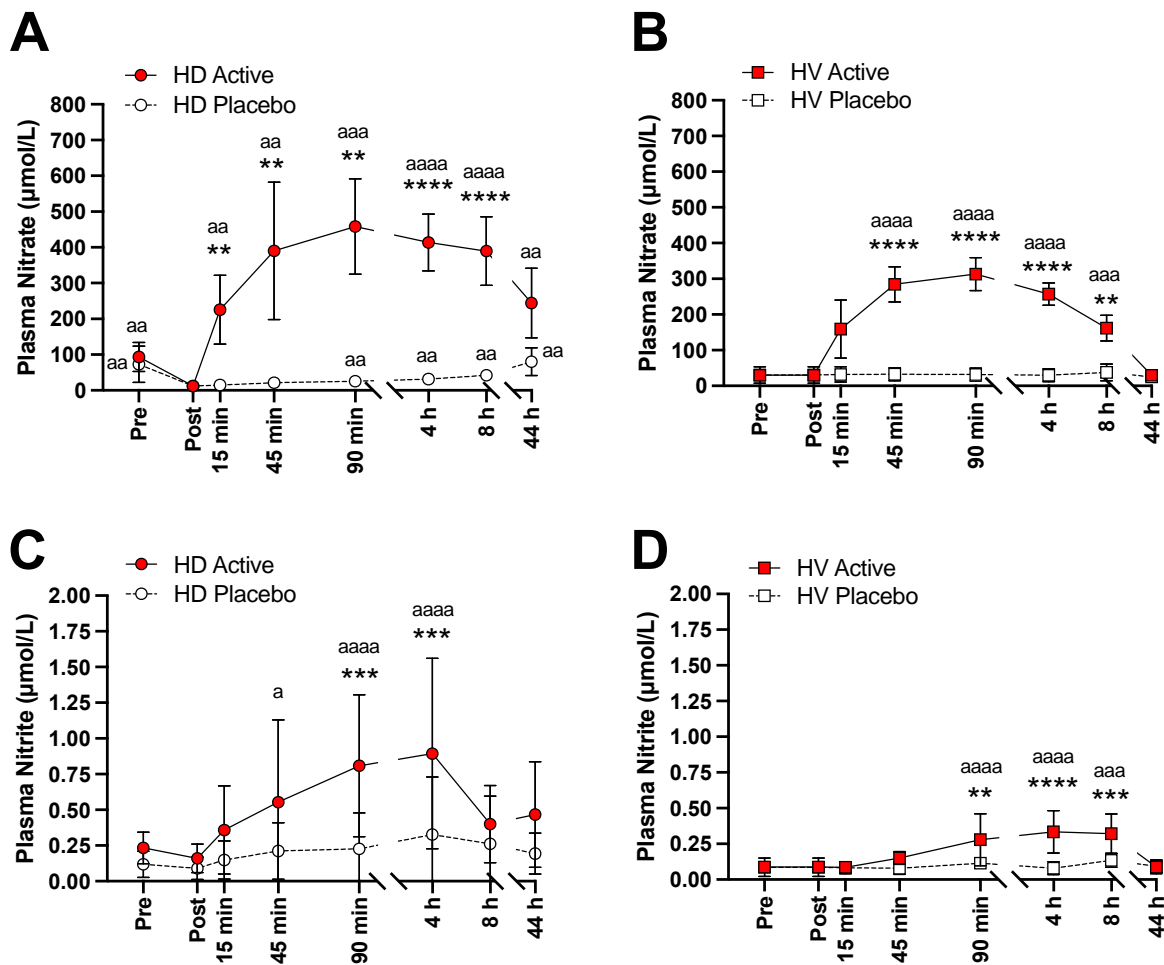 A
HD Active
HD Placebo
Plasma Nitrate (µmol/L)
800
700
600
500
400
300
200
100
0
aa
aa
aa
**
aa
**
aaa
**
aaaa
****
aaaa
****
aa
aa
aa
aa
aa
Pre
Post
15 min
45 min
90 min
4 h
8 h
44 h
B
HV Active
HV Placebo
Plasma Nitrate (µmol/L)
800
700
600
500
400
300
200
100
0
aaaa
****
aaaa
****
aaaa
****
aaa
**
Pre
Post
15 min
45 min
90 min
4 h
8 h
44 h
C
HD Active
HD Placebo
Plasma Nitrite (µmol/L)
2.00
1.75
1.50
1.25
1.00
0.75
0.50
0.25
0.00
a
aaaa
***
aaaa
***
Pre
Post
15 min
45 min
90 min
4 h
8 h
44 h
D
HV Active
HV Placebo
Plasma Nitrite (µmol/L)
2.00
1.75
1.50
1.25
1.00
0.75
0.50
0.25
0.00
aaaa
**
aaaa
****
aaa
***
Pre
Post
15 min
45 min
90 min
4 h
8 h
44 h